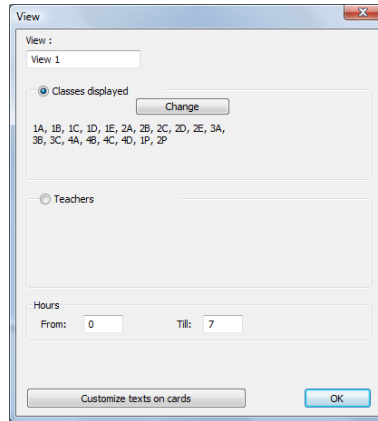 View
View :
View 1
Classes displayed
Change
1A, 1B, 1C, 1D, 1E, 2A, 2B, 2C, 2D, 2E, 3A,
3B, 3C, 4A, 4B, 4C, 4D, 1P, 2P
Teachers
Hours
From: 0 Till: 7
Customize texts on cards OK